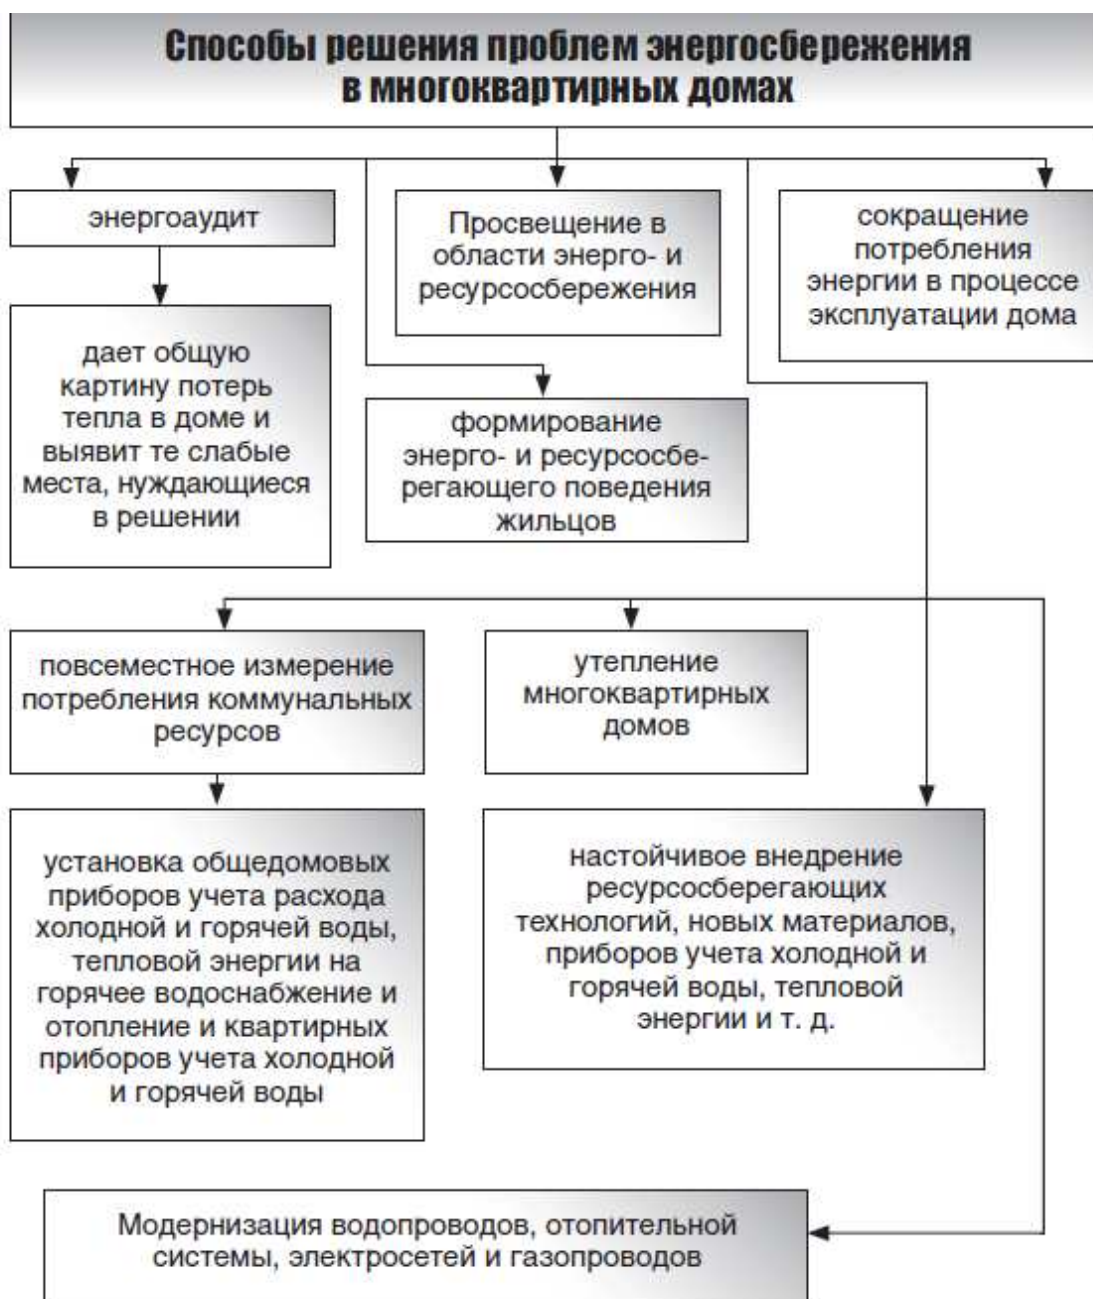 Способы решения проблем энергосбережения
в многоквартирных домах
энергоаудит
Просвещение в
области энерго- и
ресурсосбережения
сокращение
потребления
энергии в процессе
эксплуатации дома
дает общую
картину потерь
тепла в доме и
выявит те слабые
места, нуждающиеся
в решении
формирование
энерго- и ресурсосбе-
регающего поведения
жильцов
повсеместное измерение
потребления коммунальных
ресурсов
утепление
многоквартирных
домов
установка общедомовых
приборов учета расхода
холодной и горячей воды,
тепловой энергии на
горячее водоснабжение и
отопление и квартирных
приборов учета холодной
и горячей воды
настойчивое внедрение
ресурсосберегающих
технологий, новых материалов,
приборов учета холодной и
горячей воды, тепловой
энергии и т. д.
Модернизация водопроводов, отопительной
системы, электросетей и газопроводов